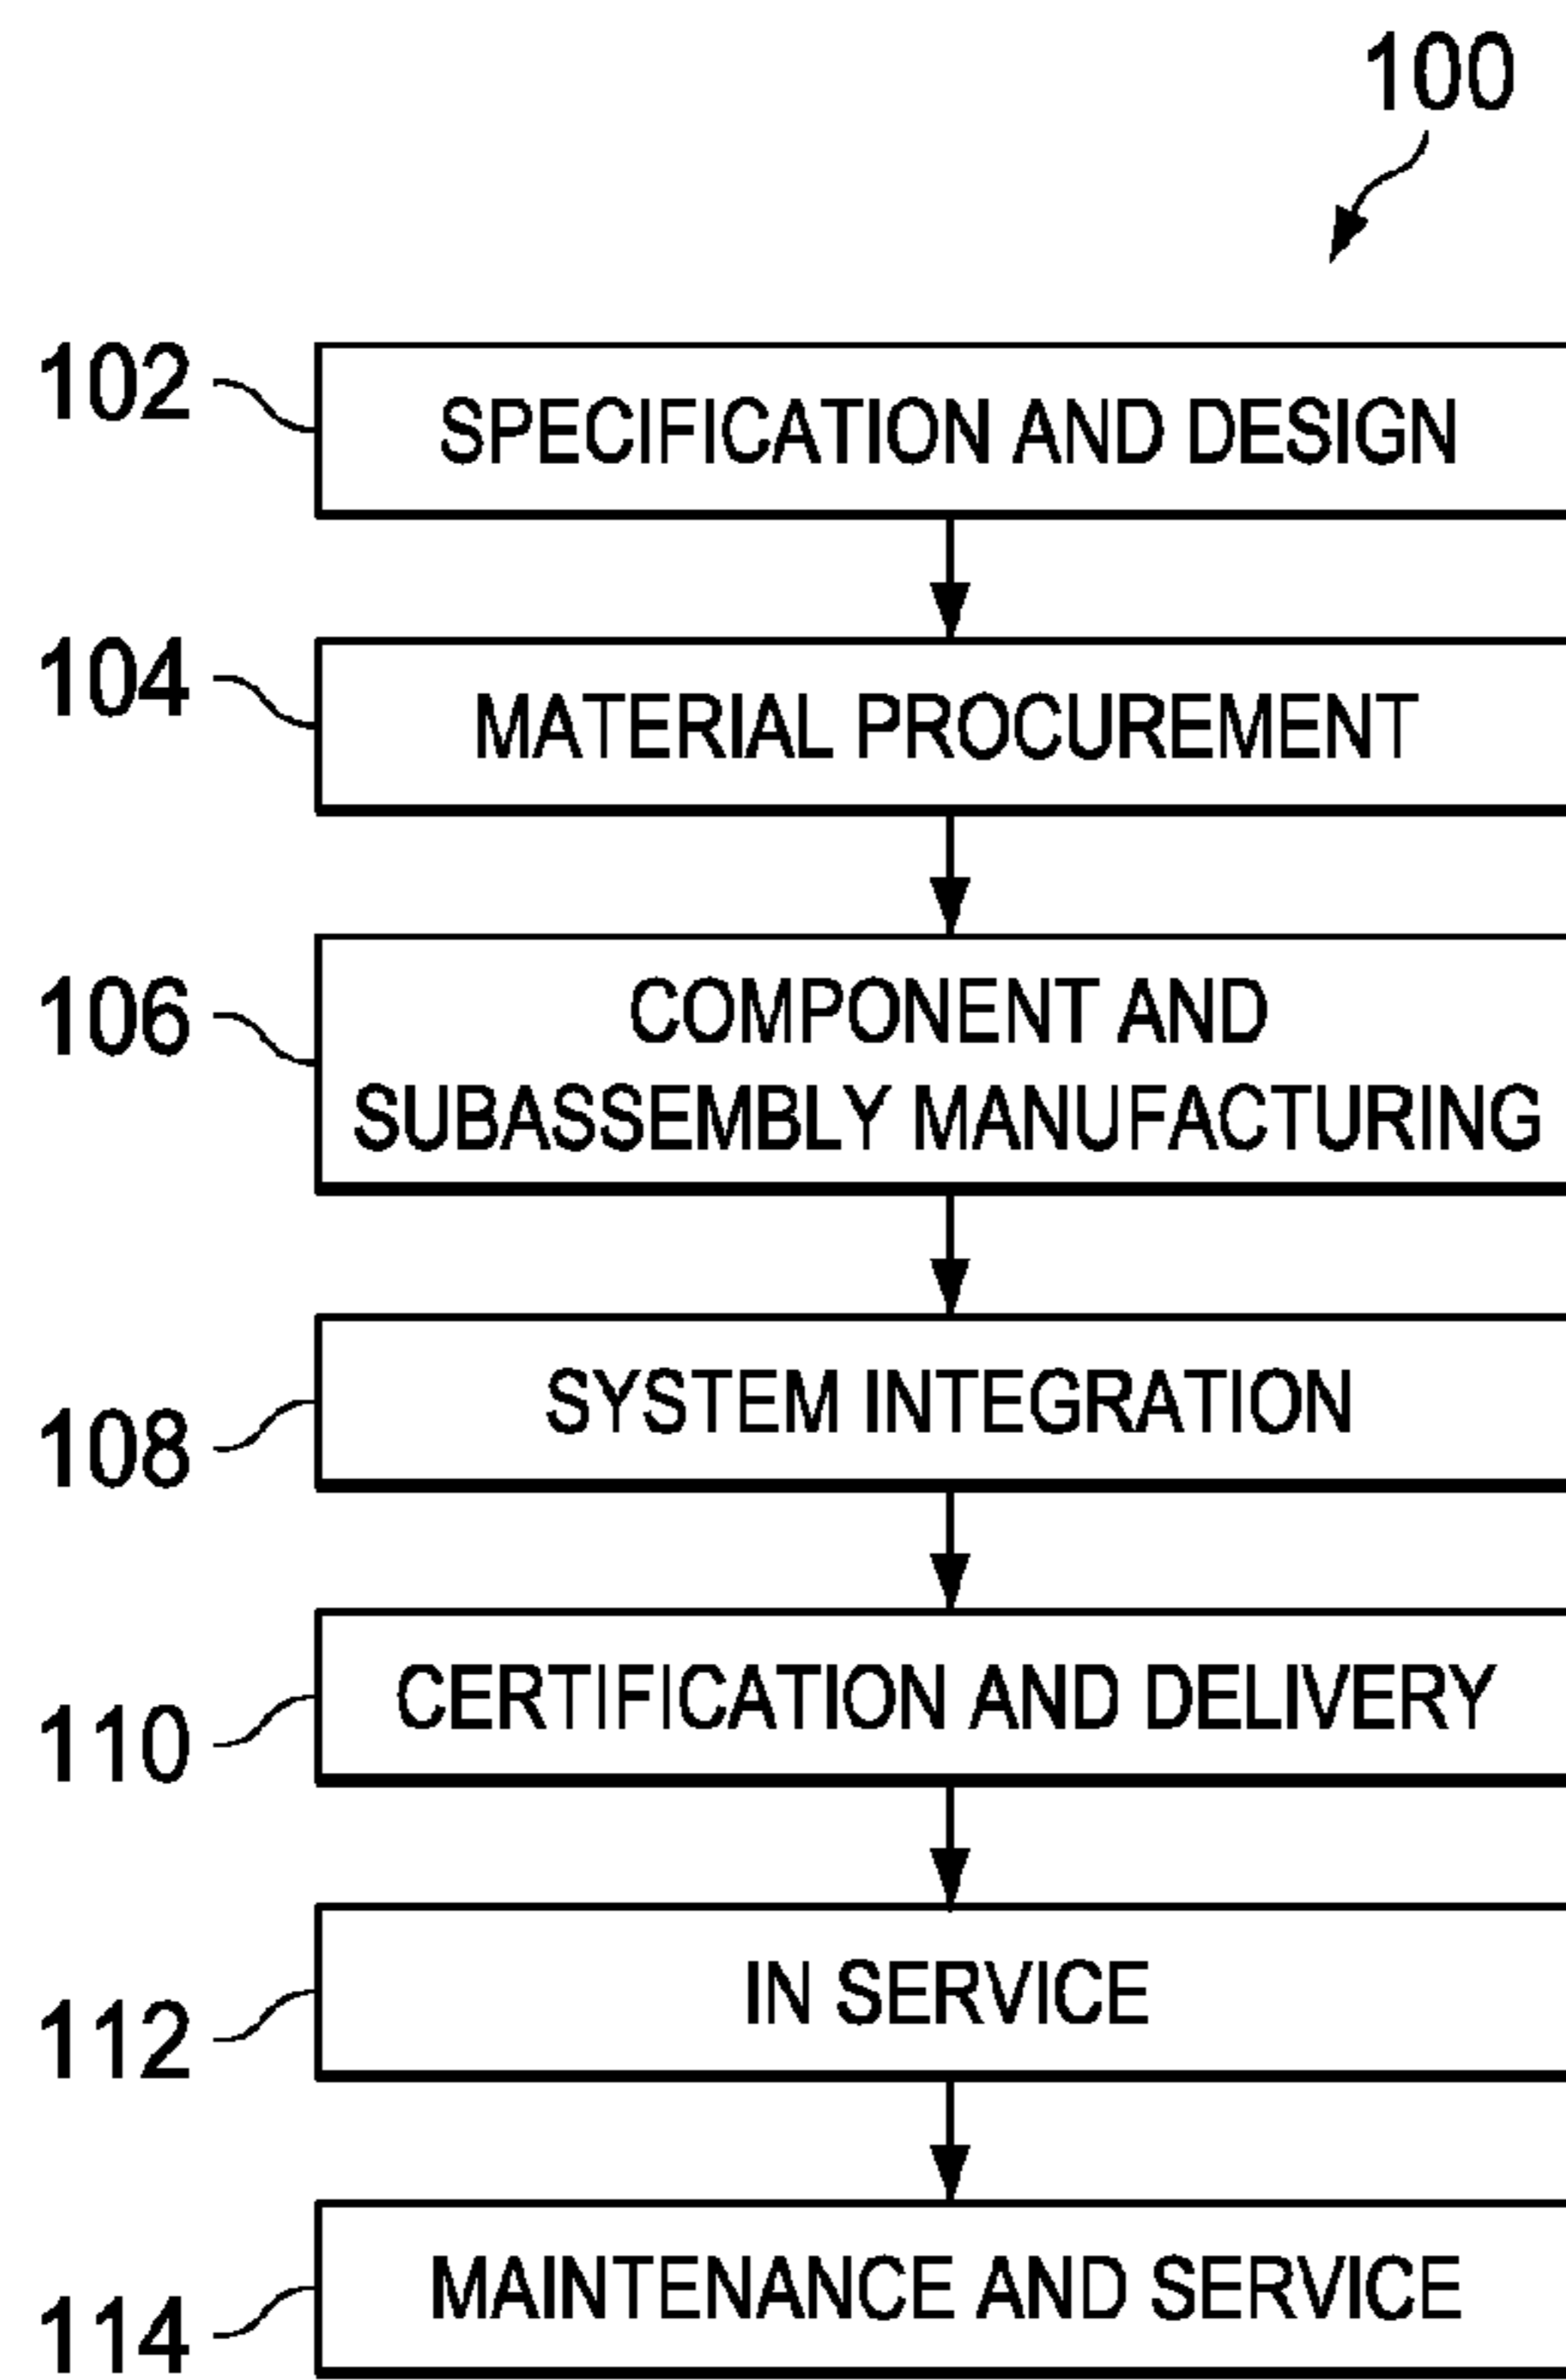 100
102 SPECIFICATION AND DESIGN
104 MATERIAL PROCUREMENT
106 COMPONENT AND
SUBASSEMBLY MANUFACTURING
108 SYSTEM INTEGRATION
110 CERTIFICATION AND DELIVERY
112 IN SERVICE
114 MAINTENANCE AND SERVICE